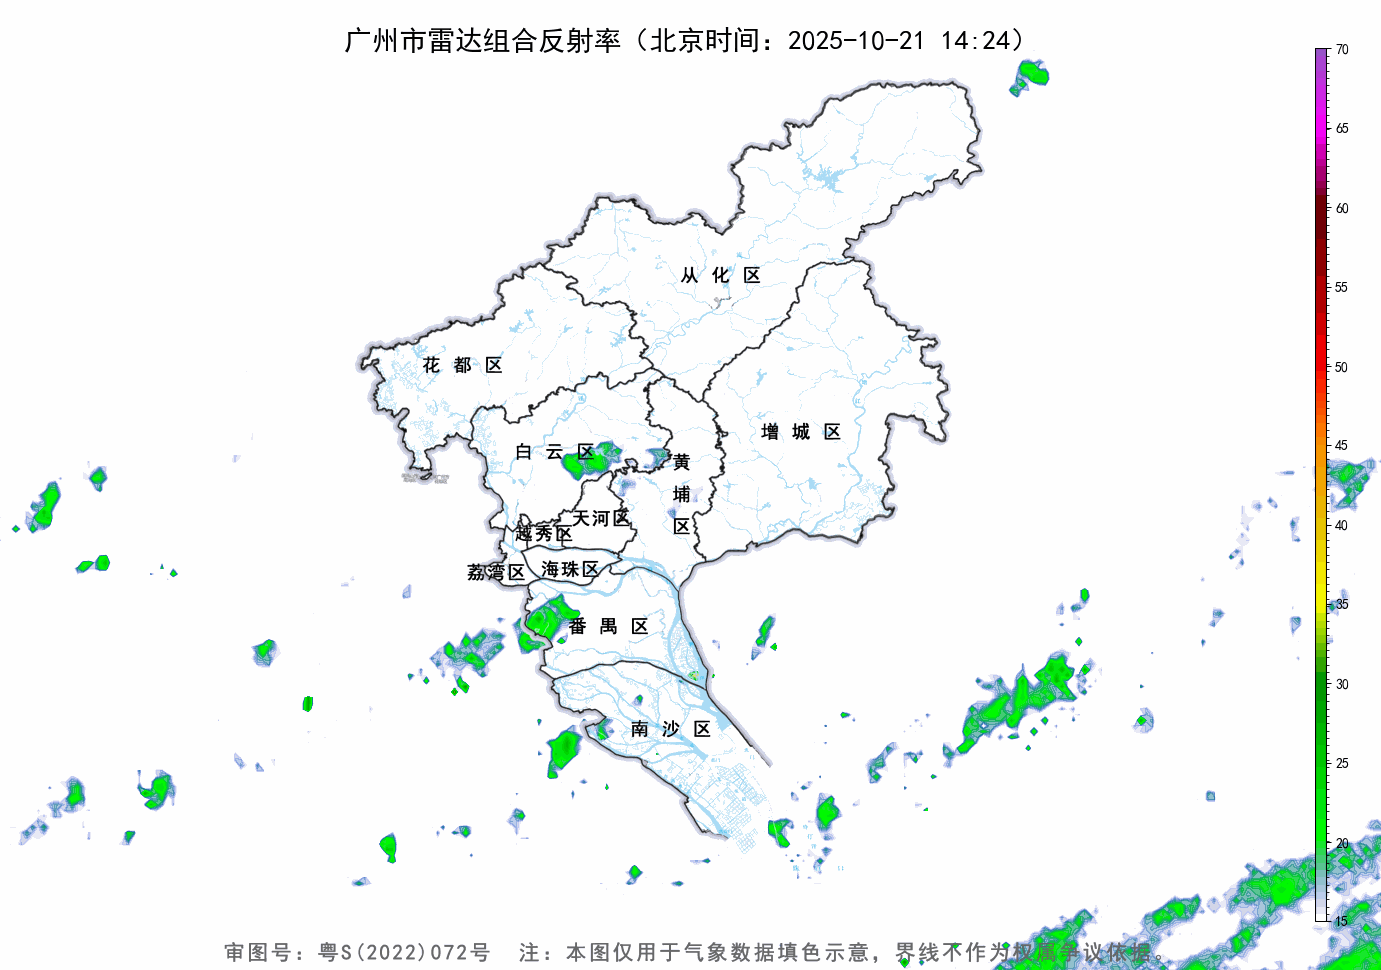 广州市雷达组合反射率（北京时间：2025-10-21 14:24）
70
65
60
55
50
45
40
35
30
25
20
15
从化区
花都区
增城区
白云区
黄埔区
天河区
越秀区
海珠区
荔湾区
番禺区
南沙区
审图号：粤S(2022)072号 注：本图仅用于气象数据填色示意，界线不作为权属争议依据。